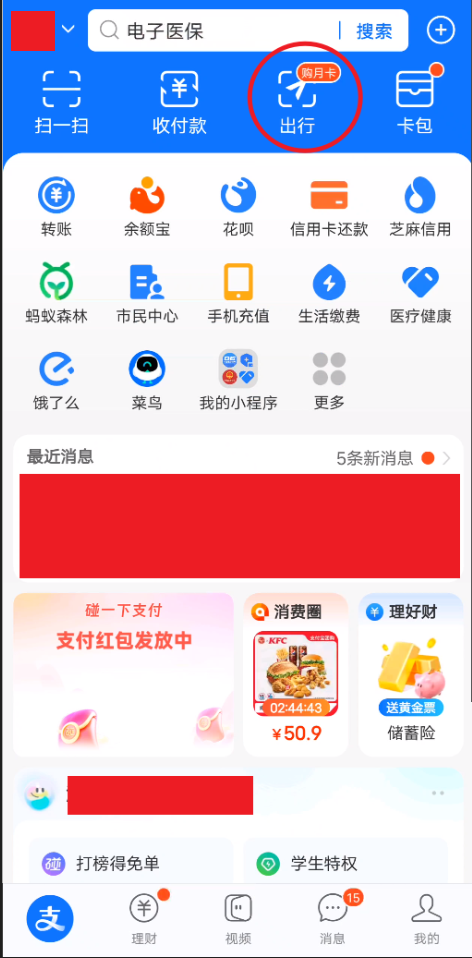 电子医保
搜索
购月卡
扫一扫 收付款 出行 卡包
转账 余额宝 花呗 信用卡还款 芝麻信用
蚂蚁森林 市民中心 手机充值 生活缴费 医疗健康
饿了么 菜鸟 我的小程序 更多
最近消息 5条新消息
碰一下支付
支付红包发放中
消费圈
KFC
02:44:43
¥50.9
理好财
送黄金票
储蓄险
碰 打榜得免单 学生特权
支
15
理财 视频 消息 我的